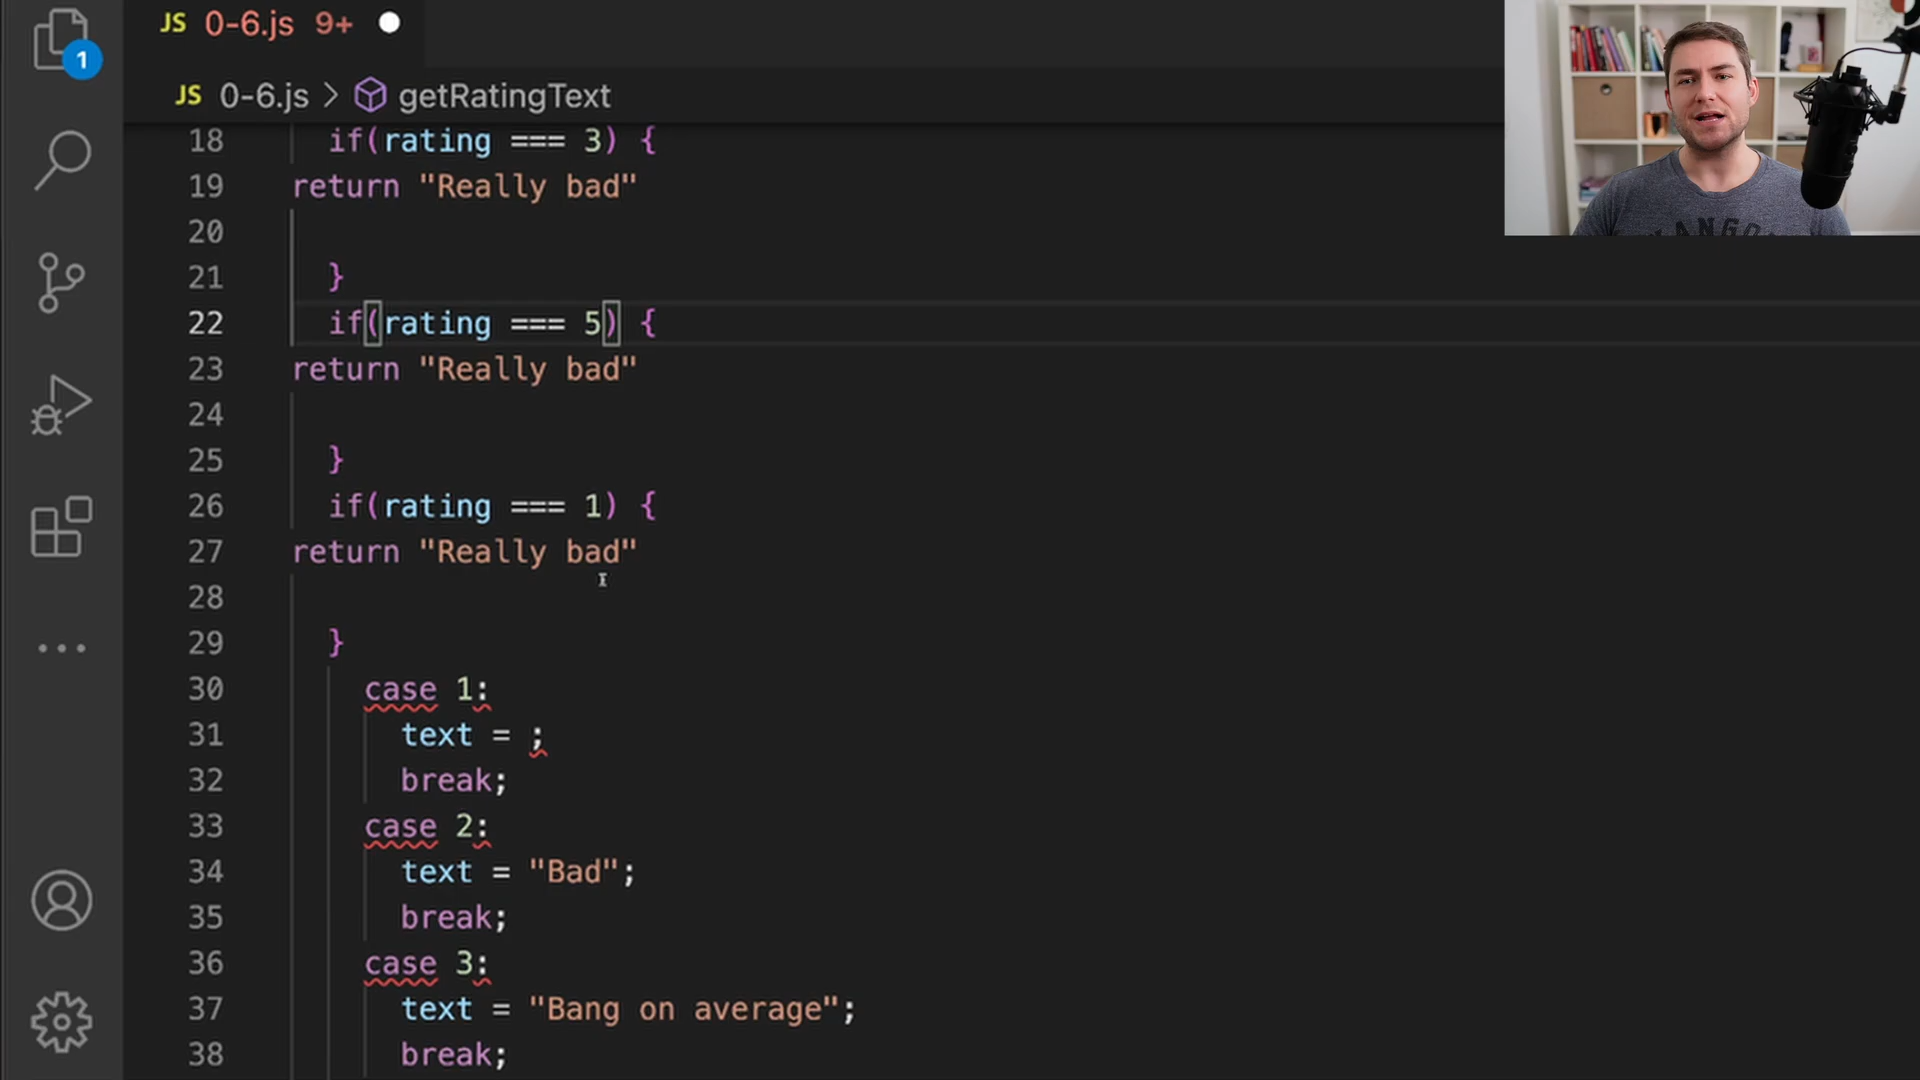 JS 0-6.js 9+
JS 0-6.js > getRatingText
1
18 if(rating === 3) {
19 return "Really bad"
20
21 }
22 if(rating === 5) {
23 return "Really bad"
24
25 }
26 if(rating === 1) {
27 return "Really bad"
28
29 }
30 case 1:
31 text = ;
32 break;
33 case 2:
34 text = "Bad";
35 break;
36 case 3:
37 text = "Bang on average";
38 break;